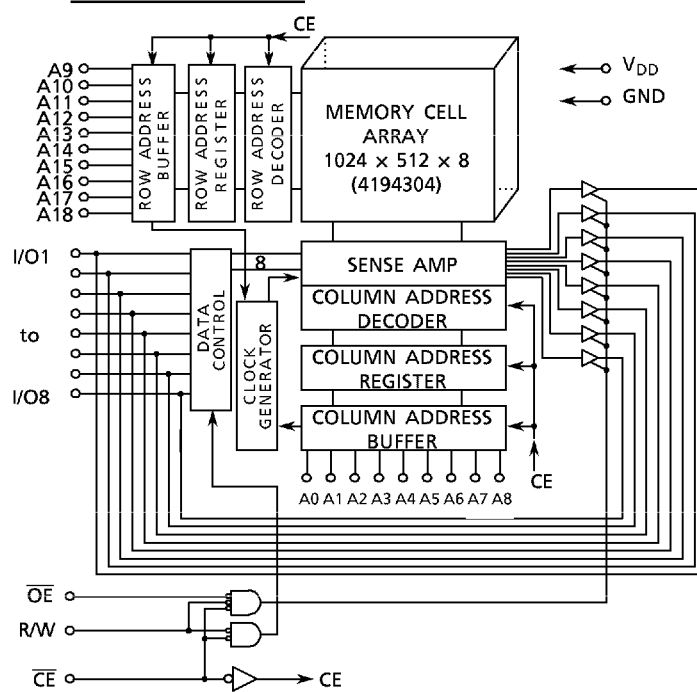 CE
A9
A10
A11
A12
A13
A14
A15
A16
A17
A18
ROW ADDRESS
BUFFER
ROW ADDRESS
REGISTER
ROW ADDRESS
DECODER
MEMORY CELL
ARRAY
1024 × 512 × 8
(4194304)
VDD
GND
I/O1
to
I/O8
DATA
CONTROL
8
SENSE AMP
COLUMN ADDRESS
DECODER
CLOCK
GENERATOR
COLUMN ADDRESS
REGISTER
COLUMN ADDRESS
BUFFER
CE
A0 A1 A2 A3 A4 A5 A6 A7 A8
O̅E̅
R/W
C̅E̅
CE